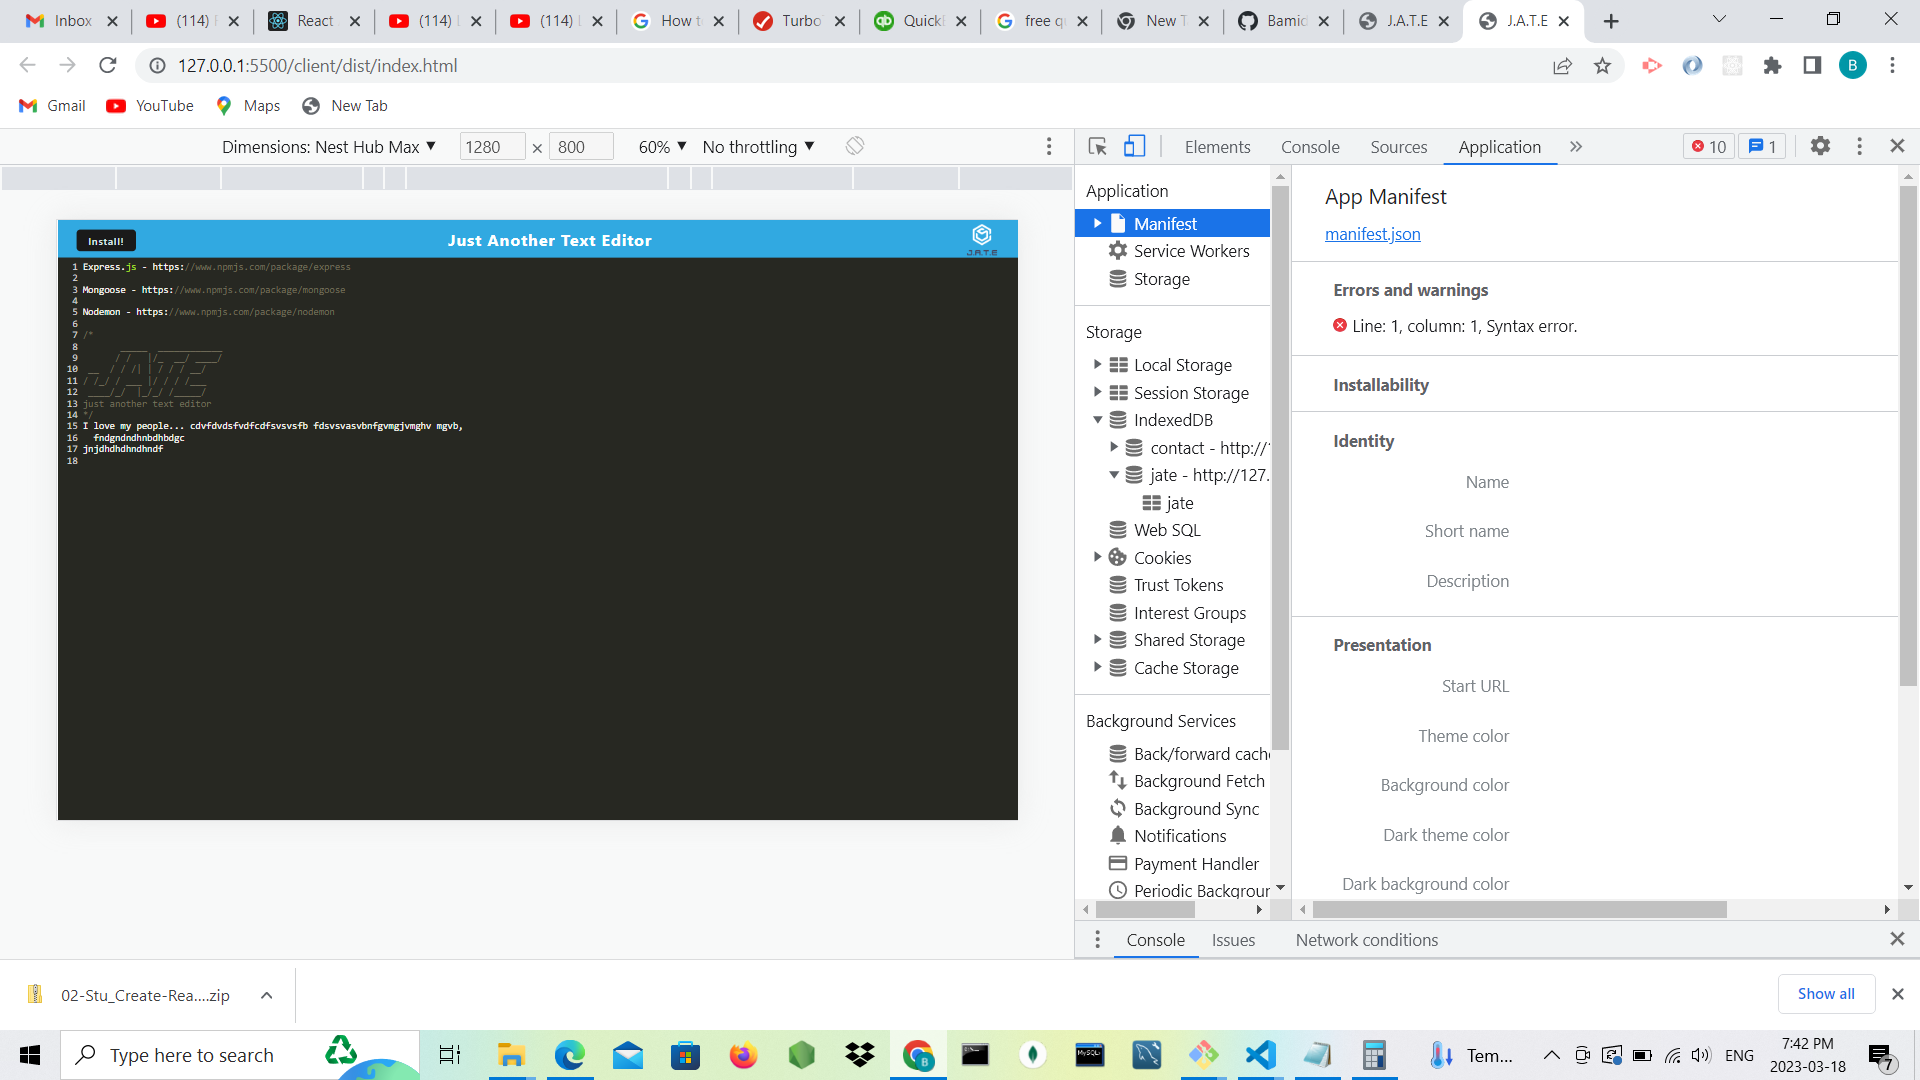 Inbox
(114) F
React
(114) L
(114) L
How t
Turbo
Quick
free q
New T
Bamid
J.A.T.E
J.A.T.E
127.0.0.1:5500/client/dist/index.html
B
Gmail
YouTube
Maps
New Tab
Dimensions: Nest Hub Max ▼
1280 × 800
60% ▼
No throttling ▼
Elements
Console
Sources
Application
10
1
Install!
Just Another Text Editor
J.A.T.E
1 Express.js - https://www.npmjs.com/package/express
2
3 Mongoose - https://www.npmjs.com/package/mongoose
4
5 Nodemon - https://www.npmjs.com/package/nodemon
6
7 /*
8
9
10
11
12
13 just another text editor
14 */
15 I love my people... cdvfdvdsfvdfcdfsvsvsfb fdsvsvasvbnfgvmgjvmghv mgvb,
16 fndgndndhnbdhbdgc
17 jnjdhdhdhndhndf
18
Application
Manifest
Service Workers
Storage
Storage
Local Storage
Session Storage
IndexedDB
contact - http://
jate - http://127.
jate
Web SQL
Cookies
Trust Tokens
Interest Groups
Shared Storage
Cache Storage
Background Services
Back/forward cach
Background Fetch
Background Sync
Notifications
Payment Handler
Periodic Backgrour
App Manifest
manifest.json
Errors and warnings
Line: 1, column: 1, Syntax error.
Installability
Identity
Name
Short name
Description
Presentation
Start URL
Theme color
Background color
Dark theme color
Dark background color
Console
Issues
Network conditions
02-Stu_Create-Rea....zip
Show all
Type here to search
Tem...
ENG
7:42 PM
2023-03-18
7